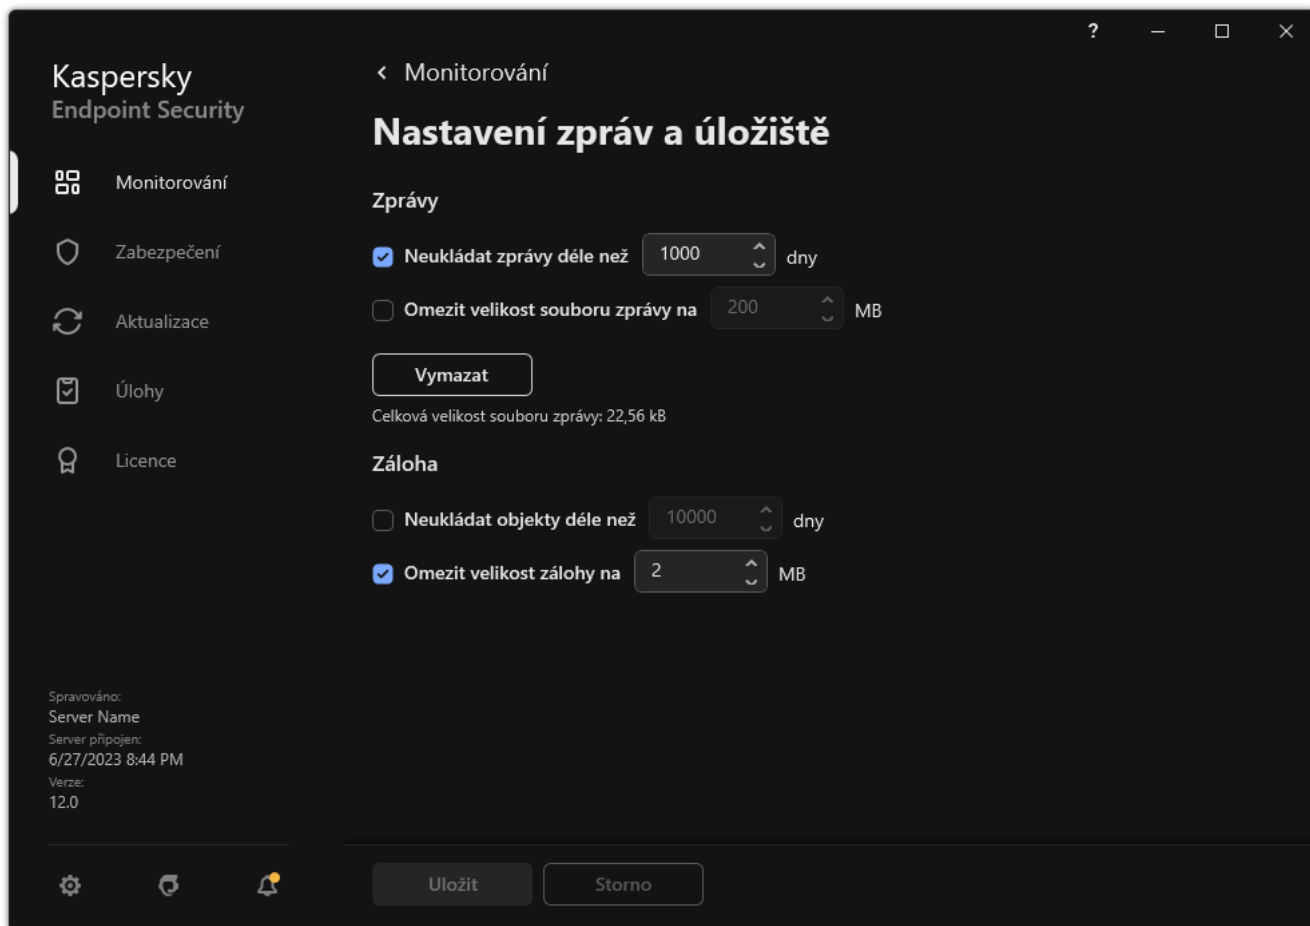 ?
Kaspersky
Endpoint Security
Monitorování
Zabezpečení
Aktualizace
Úlohy
Licence
Spravováno:
Server Name
Server připojen:
6/27/2023 8:44 PM
Verze:
12.0
Monitorování
Nastavení zpráv a úložiště
Zprávy
Neukládat zprávy déle než 1000 dny
Omezit velikost souboru zprávy na 200 MB
Vymazat
Celková velikost souboru zprávy: 22,56 kB
Záloha
Neukládat objekty déle než 10000 dny
Omezit velikost zálohy na 2 MB
Uložit Storno